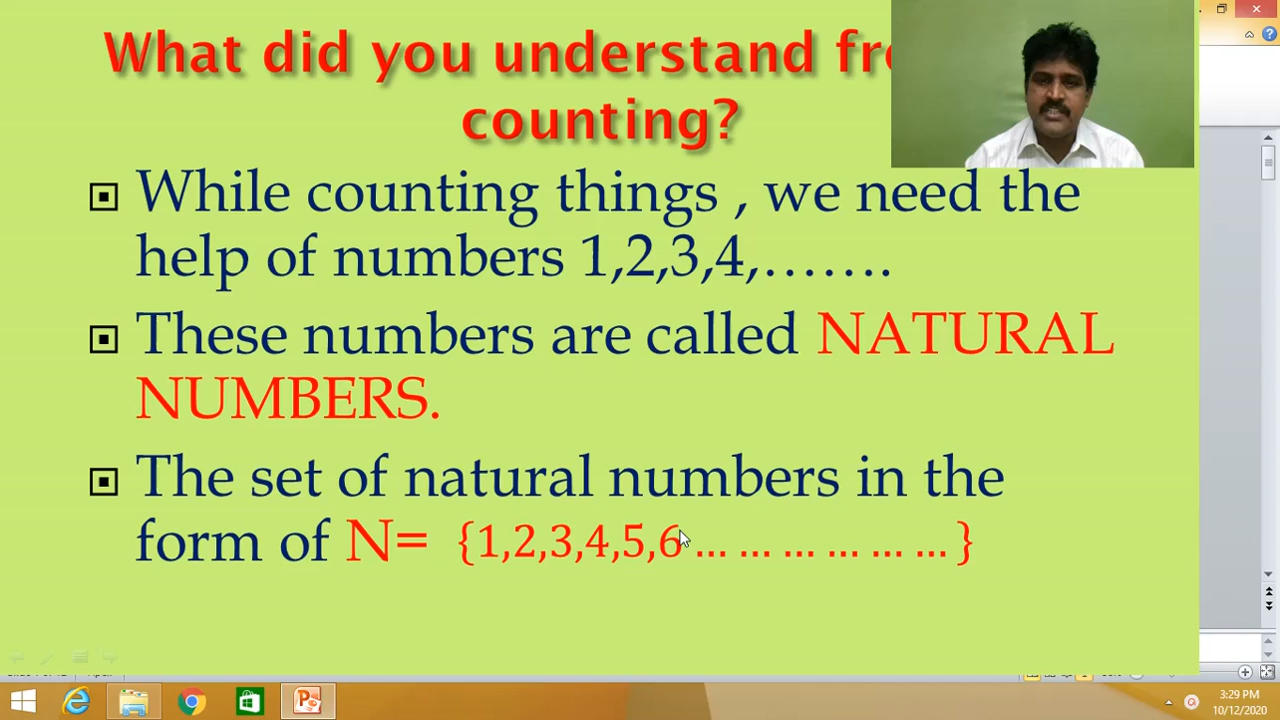 What did you understand
counting?
While counting things , we need the
help of numbers 1,2,3,4,.......
These numbers are called NATURAL
NUMBERS.
The set of natural numbers in the
form of N= {1,2,3,4,5,6 ... ... ... ... ... ... }
3:29 PM
10/12/2020